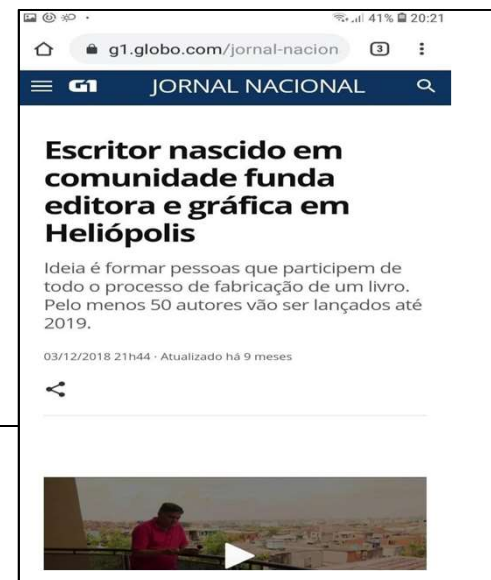 41% 20:21
g1.globo.com/jornal-nacion 3
G1 JORNAL NACIONAL
Escritor nascido em
comunidade funda
editora e gráfica em
Heliópolis
Ideia é formar pessoas que participem de
todo o processo de fabricação de um livro.
Pelo menos 50 autores vão ser lançados até
2019.
03/12/2018 21h44 · Atualizado há 9 meses